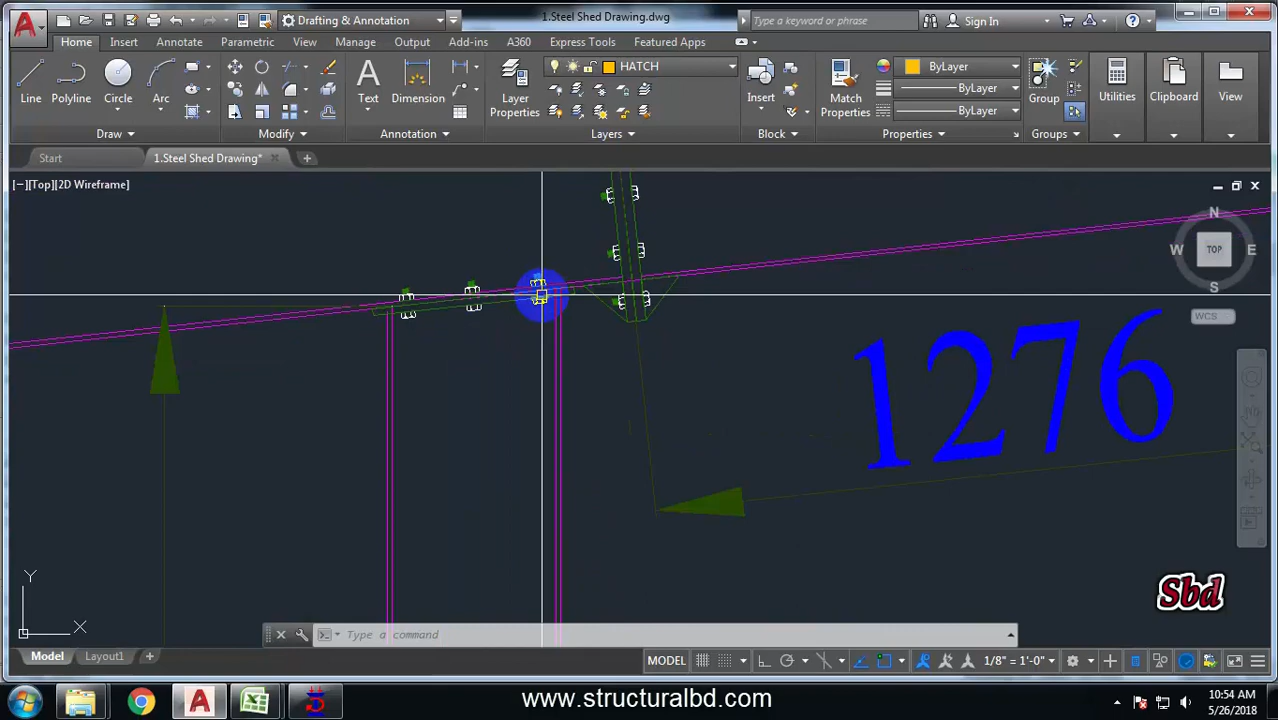 1.Steel Shed Drawing.dwg
Drafting & Annotation
Type a keyword or phrase
Sign In
Home Insert Annotate Parametric View Manage Output Add-ins A360 Express Tools Featured Apps
HATCH
ByLayer
ByLayer
ByLayer
Line Polyline Circle Arc
Text Dimension
Layer Properties
Insert
Match Properties
Group
Utilities
Clipboard
View
Draw Modify Annotation Layers Block Properties Groups
Start 1.Steel Shed Drawing*
[−][Top][2D Wireframe]
N
W TOP E
S
WCS
1276
Y
X
Sbd
Type a command
Model Layout1
MODEL 1/8" = 1'-0"
www.structuralbd.com
10:54 AM
5/26/2018